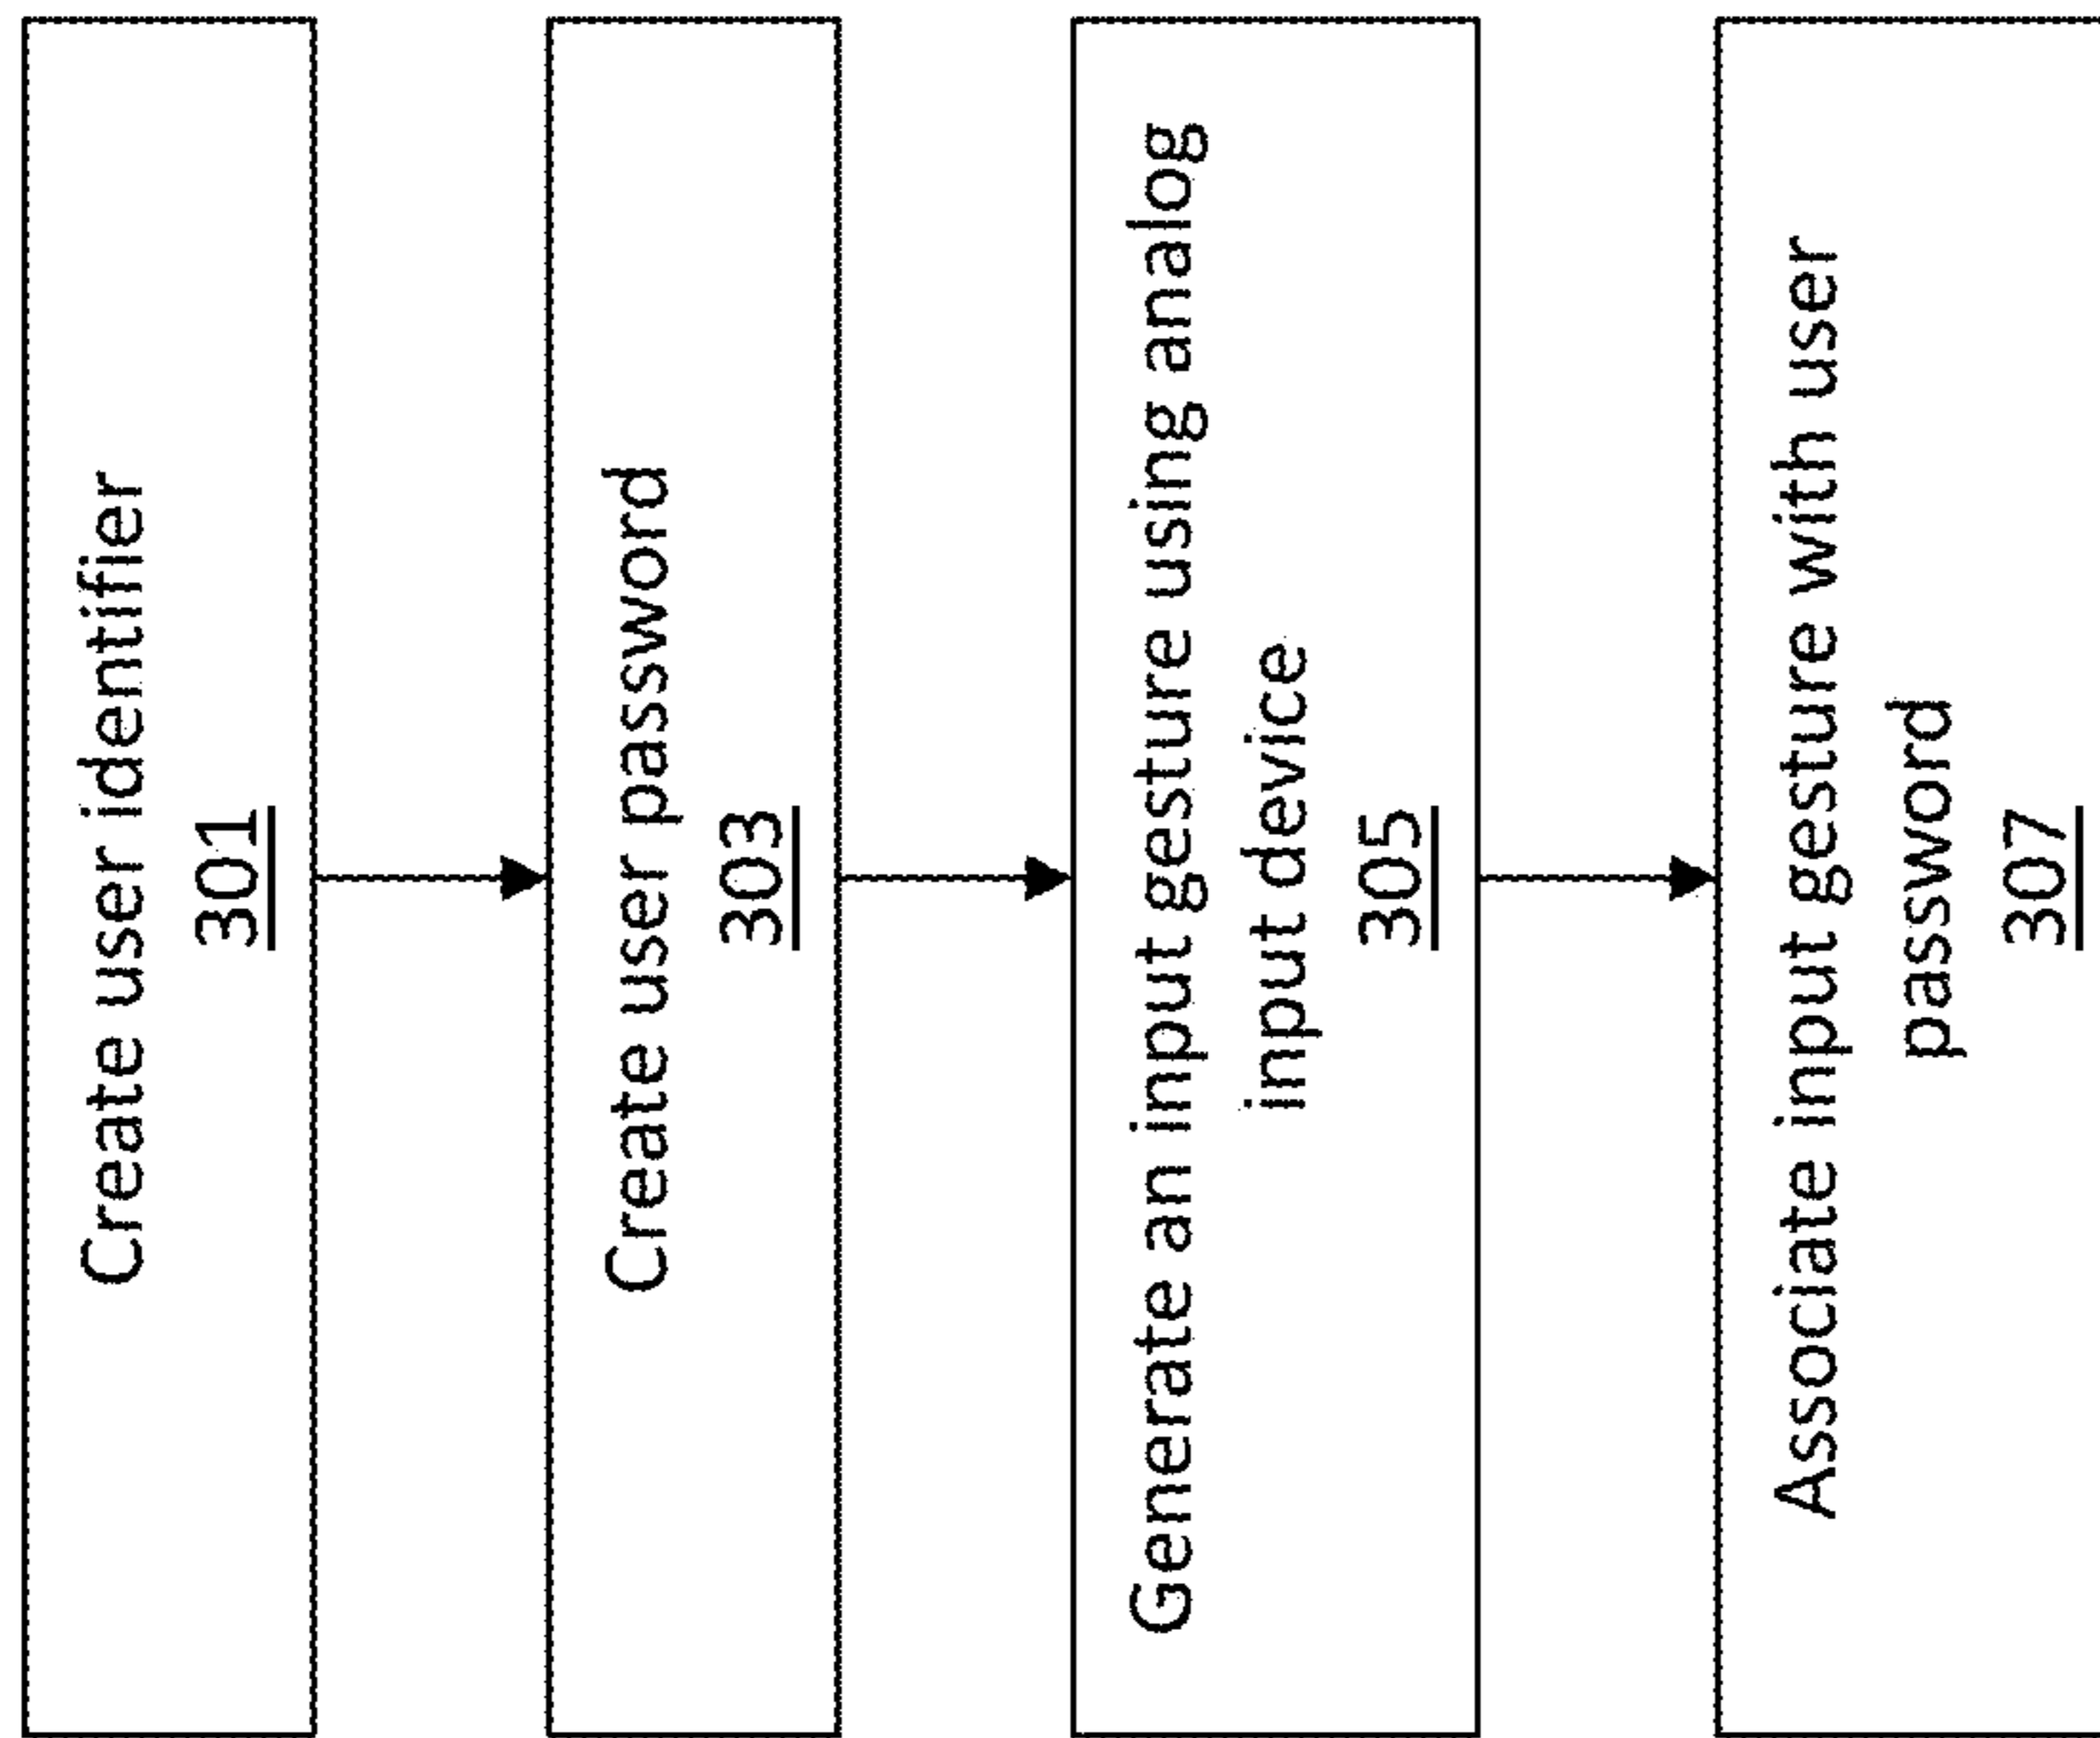 Create user identifier
301
Create user password
303
Generate an input gesture using analog
input device
305
Associate input gesture with user
password
307